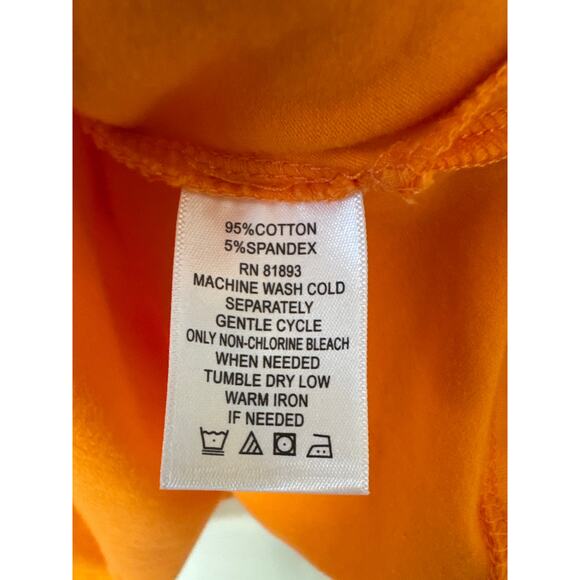 95%COTTON
5%SPANDEX
RN 81893
MACHINE WASH COLD
SEPARATELY
GENTLE CYCLE
ONLY NON-CHLORINE BLEACH
WHEN NEEDED
TUMBLE DRY LOW
WARM IRON
IF NEEDED